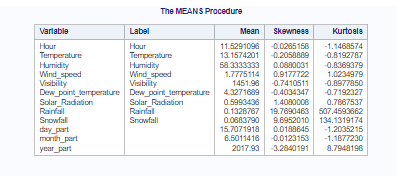 The MEANS Procedure
Variable Label Mean Skewness Kurtosis
Hour Hour 11.5291096 -0.0265158 -1.1468574
Temperature Temperature 13.1574201 -0.2058889 -0.8192787
Humidity Humidity 58.3333333 0.0880031 -0.8369379
Wind_speed Wind_speed 1.7775114 0.9177722 1.0234979
Visibility Visibility 1451.96 -0.7410511 -0.8977850
Dew_point_temperature Dew_point_temperature 4.3271689 -0.4034347 -0.7192327
Solar_Radiation Solar_Radiation 0.5993436 1.4080008 0.7867537
Rainfall Rainfall 0.1328767 19.7690463 507.4593662
Snowfall Snowfall 0.0683790 9.6952010 134.1319174
day_part 15.7071918 0.0188645 -1.2035215
month_part 6.5011416 -0.0123153 -1.1877230
year_part 2017.93 -3.2840191 8.7948196